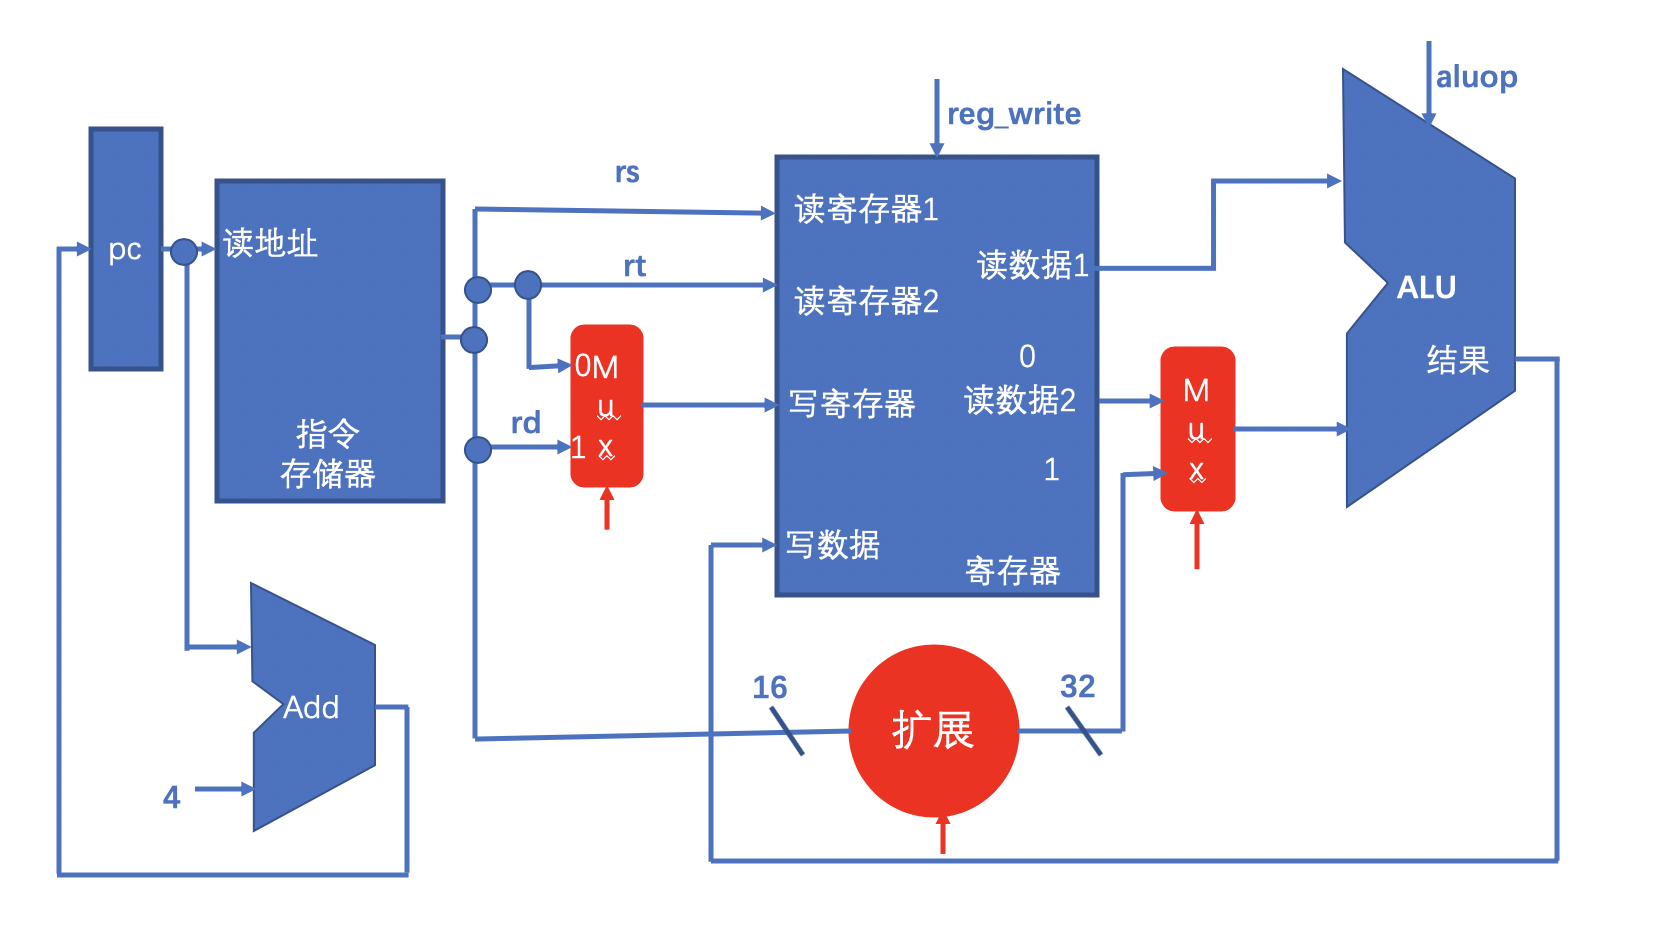 aluop
reg_write
rs
读寄存器1
pc
读地址
rt
读数据1
读寄存器2
ALU
0
结果
0M
u
1 x
rd
写寄存器
读数据2
M
u
x
1
指令
存储器
写数据
寄存器
16
32
扩展
Add
4